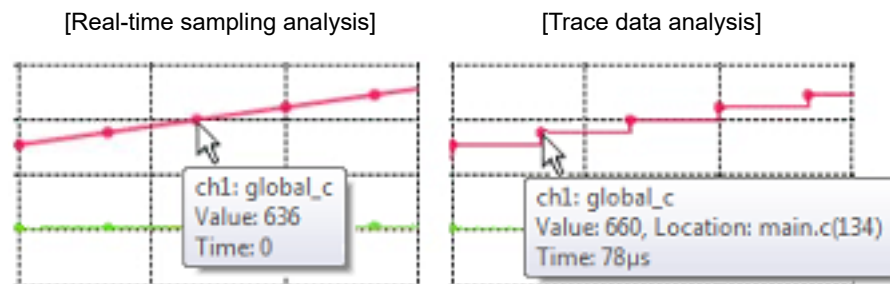 [Real-time sampling analysis]
[Trace data analysis]
ch1: global_c
Value: 636
Time: 0
ch1: global_c
Value: 660, Location: main.c(134)
Time: 78µs